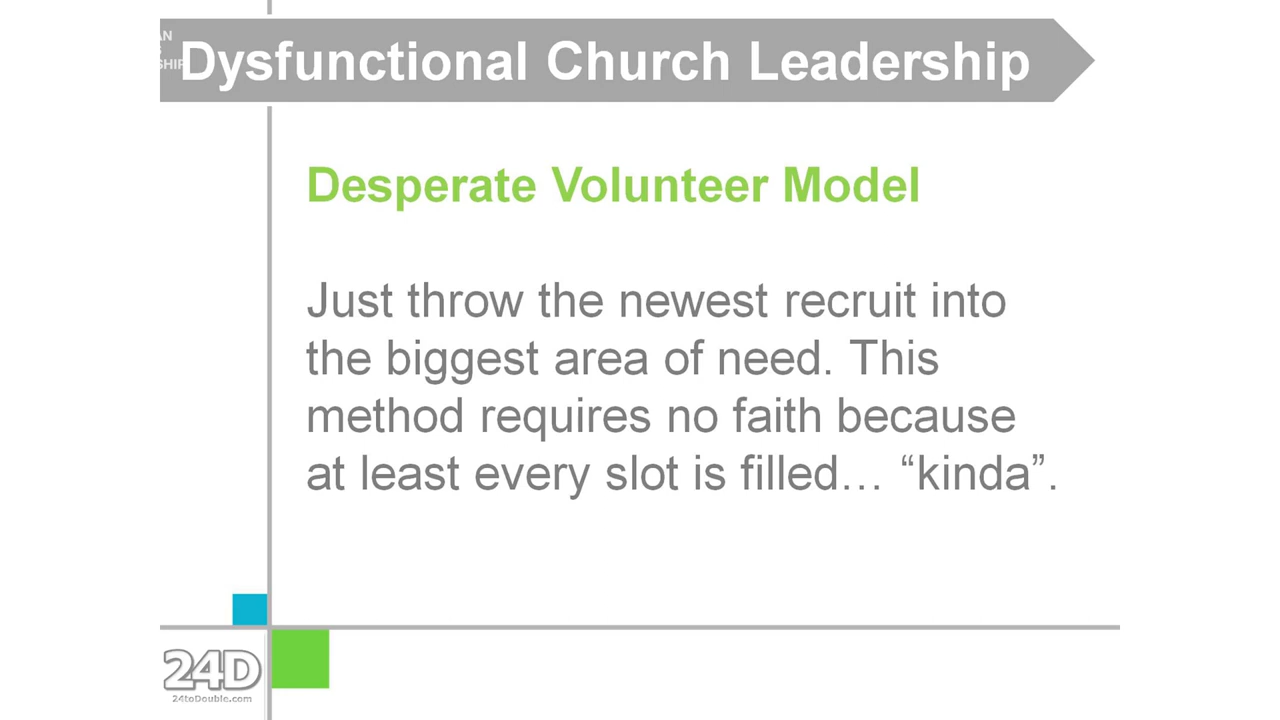 Dysfunctional Church Leadership
Desperate Volunteer Model
Just throw the newest recruit into
the biggest area of need. This
method requires no faith because
at least every slot is filled… “kinda”.
24D
24toDouble.com